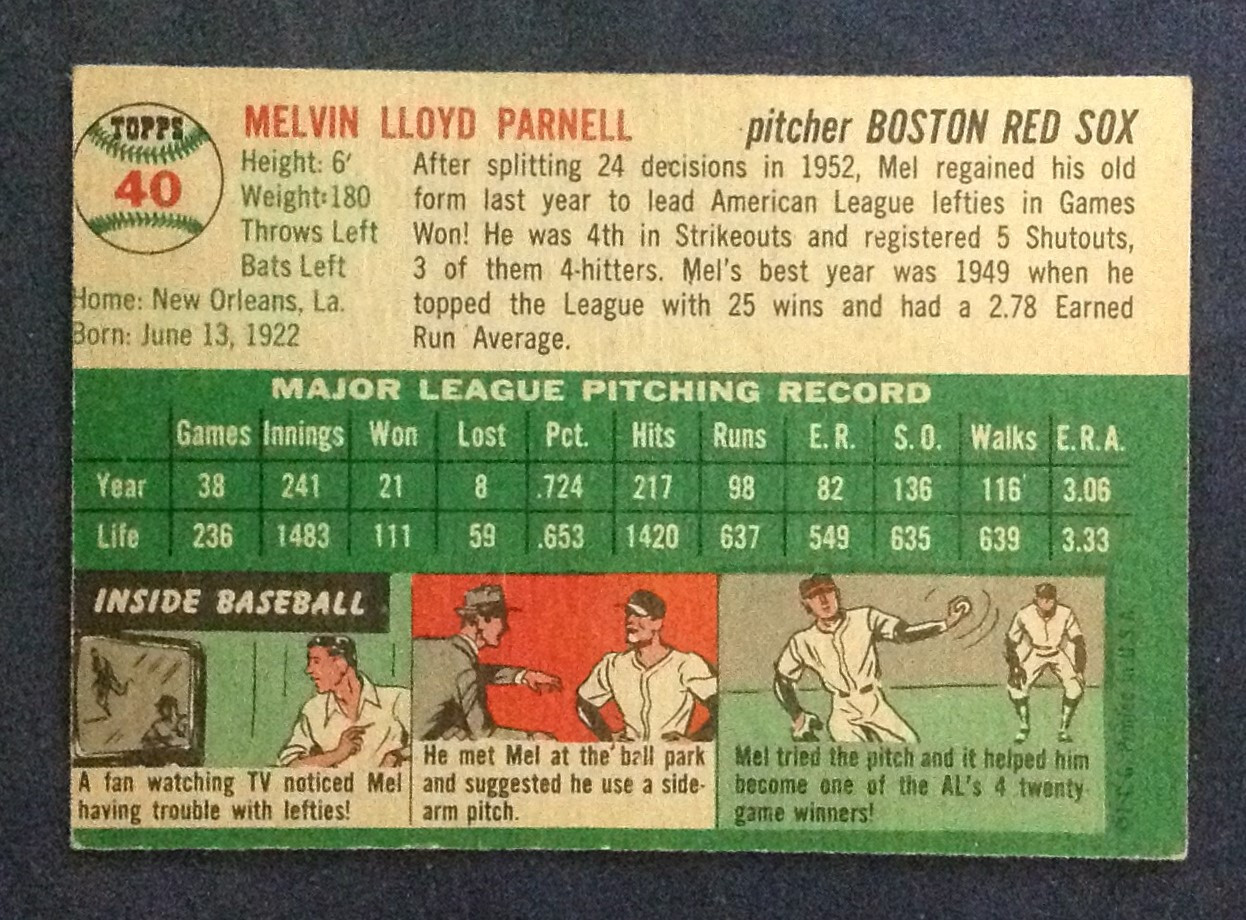 TOPPS
40
MELVIN LLOYD PARNELL
pitcher BOSTON RED SOX
Height: 6′
Weight: 180
Throws Left
Bats Left
Home: New Orleans, La.
Born: June 13, 1922
After splitting 24 decisions in 1952, Mel regained his old
form last year to lead American League lefties in Games
Won! He was 4th in Strikeouts and registered 5 Shutouts,
3 of them 4-hitters. Mel's best year was 1949 when he
topped the League with 25 wins and had a 2.78 Earned
Run Average.
MAJOR LEAGUE PITCHING RECORD
Games Innings Won Lost Pct. Hits Runs E.R. S.O. Walks E.R.A.
Year 38 241 21 8 .724 217 98 82 136 116 3.06
Life 236 1483 111 59 .653 1420 637 549 635 639 3.33
INSIDE BASEBALL
A fan watching TV noticed Mel
having trouble with lefties!
He met Mel at the ball park
and suggested he use a side-
arm pitch.
Mel tried the pitch and it helped him
become one of the AL's 4 twenty
game winners!
U.S.A.